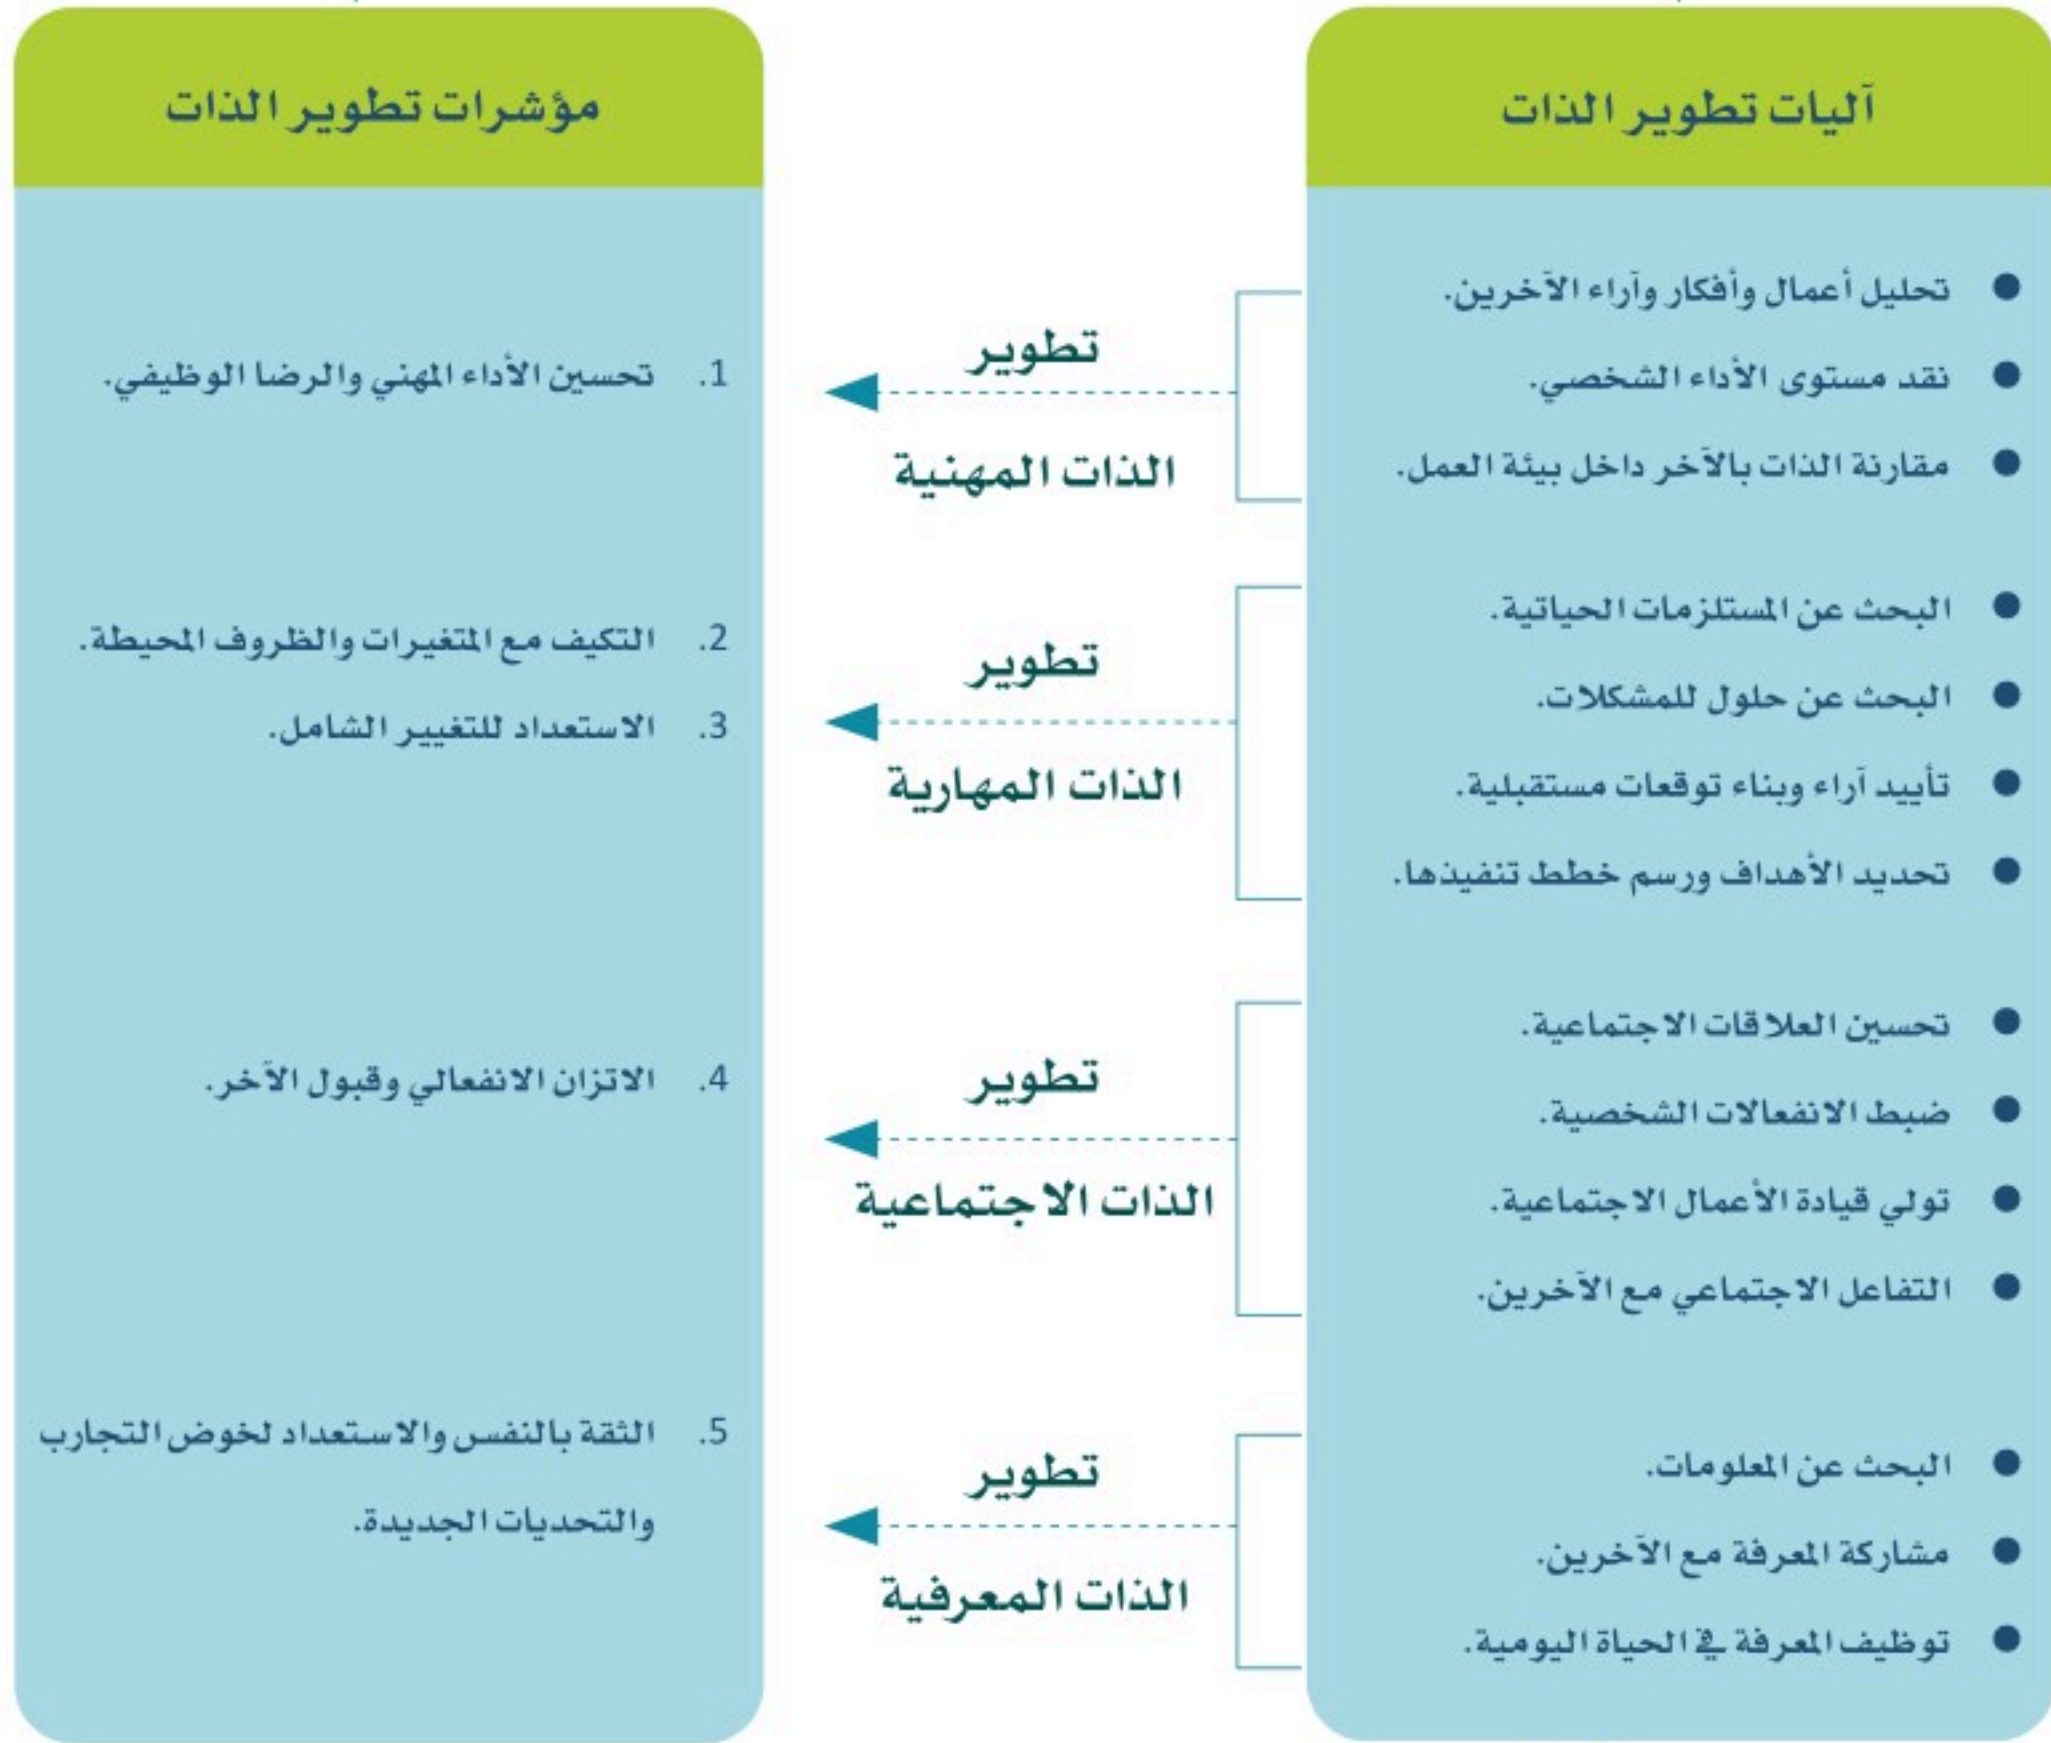 آليات تطوير الذات
● تحليل أعمال وأفكار وآراء الآخرين.
● نقد مستوى الأداء الشخصي.
● مقارنة الذات بالآخر داخل بيئة العمل.
● البحث عن المستلزمات الحياتية.
● البحث عن حلول للمشكلات.
● تأييد آراء وبناء توقعات مستقبلية.
● تحديد الأهداف ورسم خطط تنفيذها.
● تحسين العلاقات الاجتماعية.
● ضبط الانفعالات الشخصية.
● تولي قيادة الأعمال الاجتماعية.
● التفاعل الاجتماعي مع الآخرين.
● البحث عن المعلومات.
● مشاركة المعرفة مع الآخرين.
● توظيف المعرفة في الحياة اليومية.
تطوير
الذات المهنية
تطوير
الذات المهارية
تطوير
الذات الاجتماعية
تطوير
الذات المعرفية
مؤشرات تطوير الذات
1. تحسين الأداء المهني والرضا الوظيفي.
2. التكيف مع المتغيرات والظروف المحيطة.
3. الاستعداد للتغيير الشامل.
4. الاتزان الانفعالي وقبول الآخر.
5. الثقة بالنفس والاستعداد لخوض التجارب
والتحديات الجديدة.